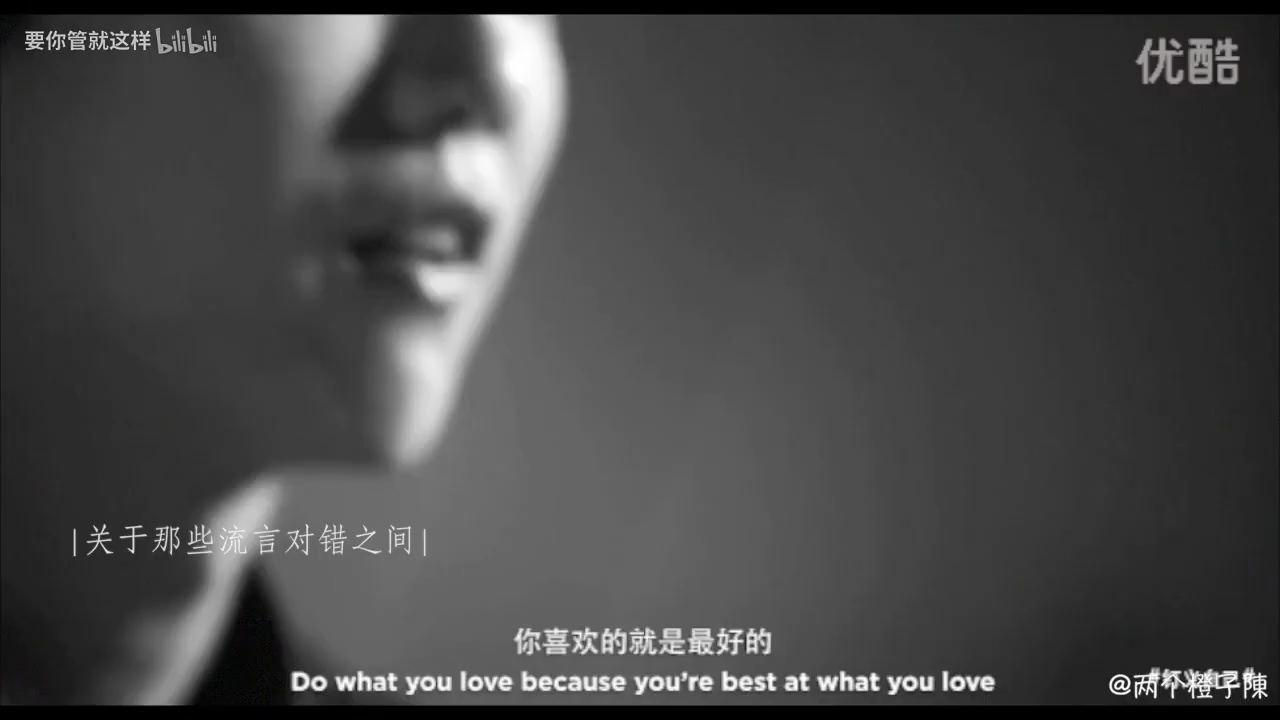 要你管就这样 bilibili
优酷
|关于那些流言对错之间|
你喜欢的就是最好的
Do what you love because you're best at what you love
@两个橙子陳